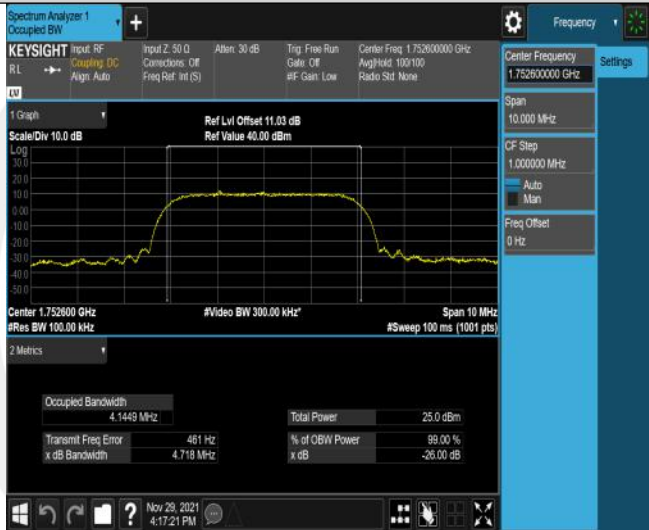 Spectrum Analyzer 1
Occupied BW
Frequency
KEYSIGHT
RL
Input: RF
Coupling: DC
Align: Auto
Input Z: 50 Ω
Corrections: Off
Freq Ref: Int (S)
Atten: 30 dB
Trig: Free Run
Gate: Off
#IF Gain: Low
Center Freq: 1.752600000 GHz
Avg|Hold: 100/100
Radio Std: None
LV
Center Frequency
1.752600000 GHz
Settings
Span
10.000 MHz
CF Step
1.000000 MHz
Auto
Man
Freq Offset
0 Hz
1 Graph
Scale/Div 10.0 dB
Ref Lvl Offset 11.03 dB
Ref Value 40.00 dBm
Log
30.0
20.0
10.0
0.00
-10.0
-20.0
-30.0
-40.0
-50.0
Center 1.752600 GHz
#Res BW 100.00 kHz
#Video BW 300.00 kHz*
Span 10 MHz
#Sweep 100 ms (1001 pts)
2 Metrics
Occupied Bandwidth
4.1449 MHz
Transmit Freq Error 461 Hz
x dB Bandwidth 4.718 MHz
Total Power 25.0 dBm
% of OBW Power 99.00 %
x dB -26.00 dB
?
Nov 29, 2021
4:17:21 PM